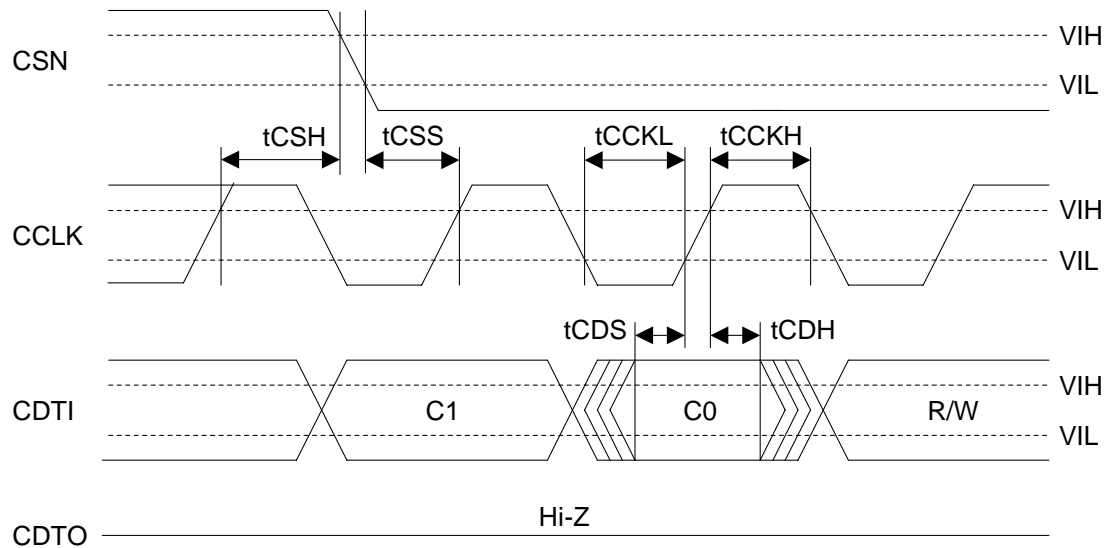 CSN
VIH
VIL
tCSH
tCSS
tCCKL
tCCKH
CCLK
VIH
VIL
tCDS
tCDH
CDTI
C1
C0
R/W
VIH
VIL
CDTO
Hi-Z